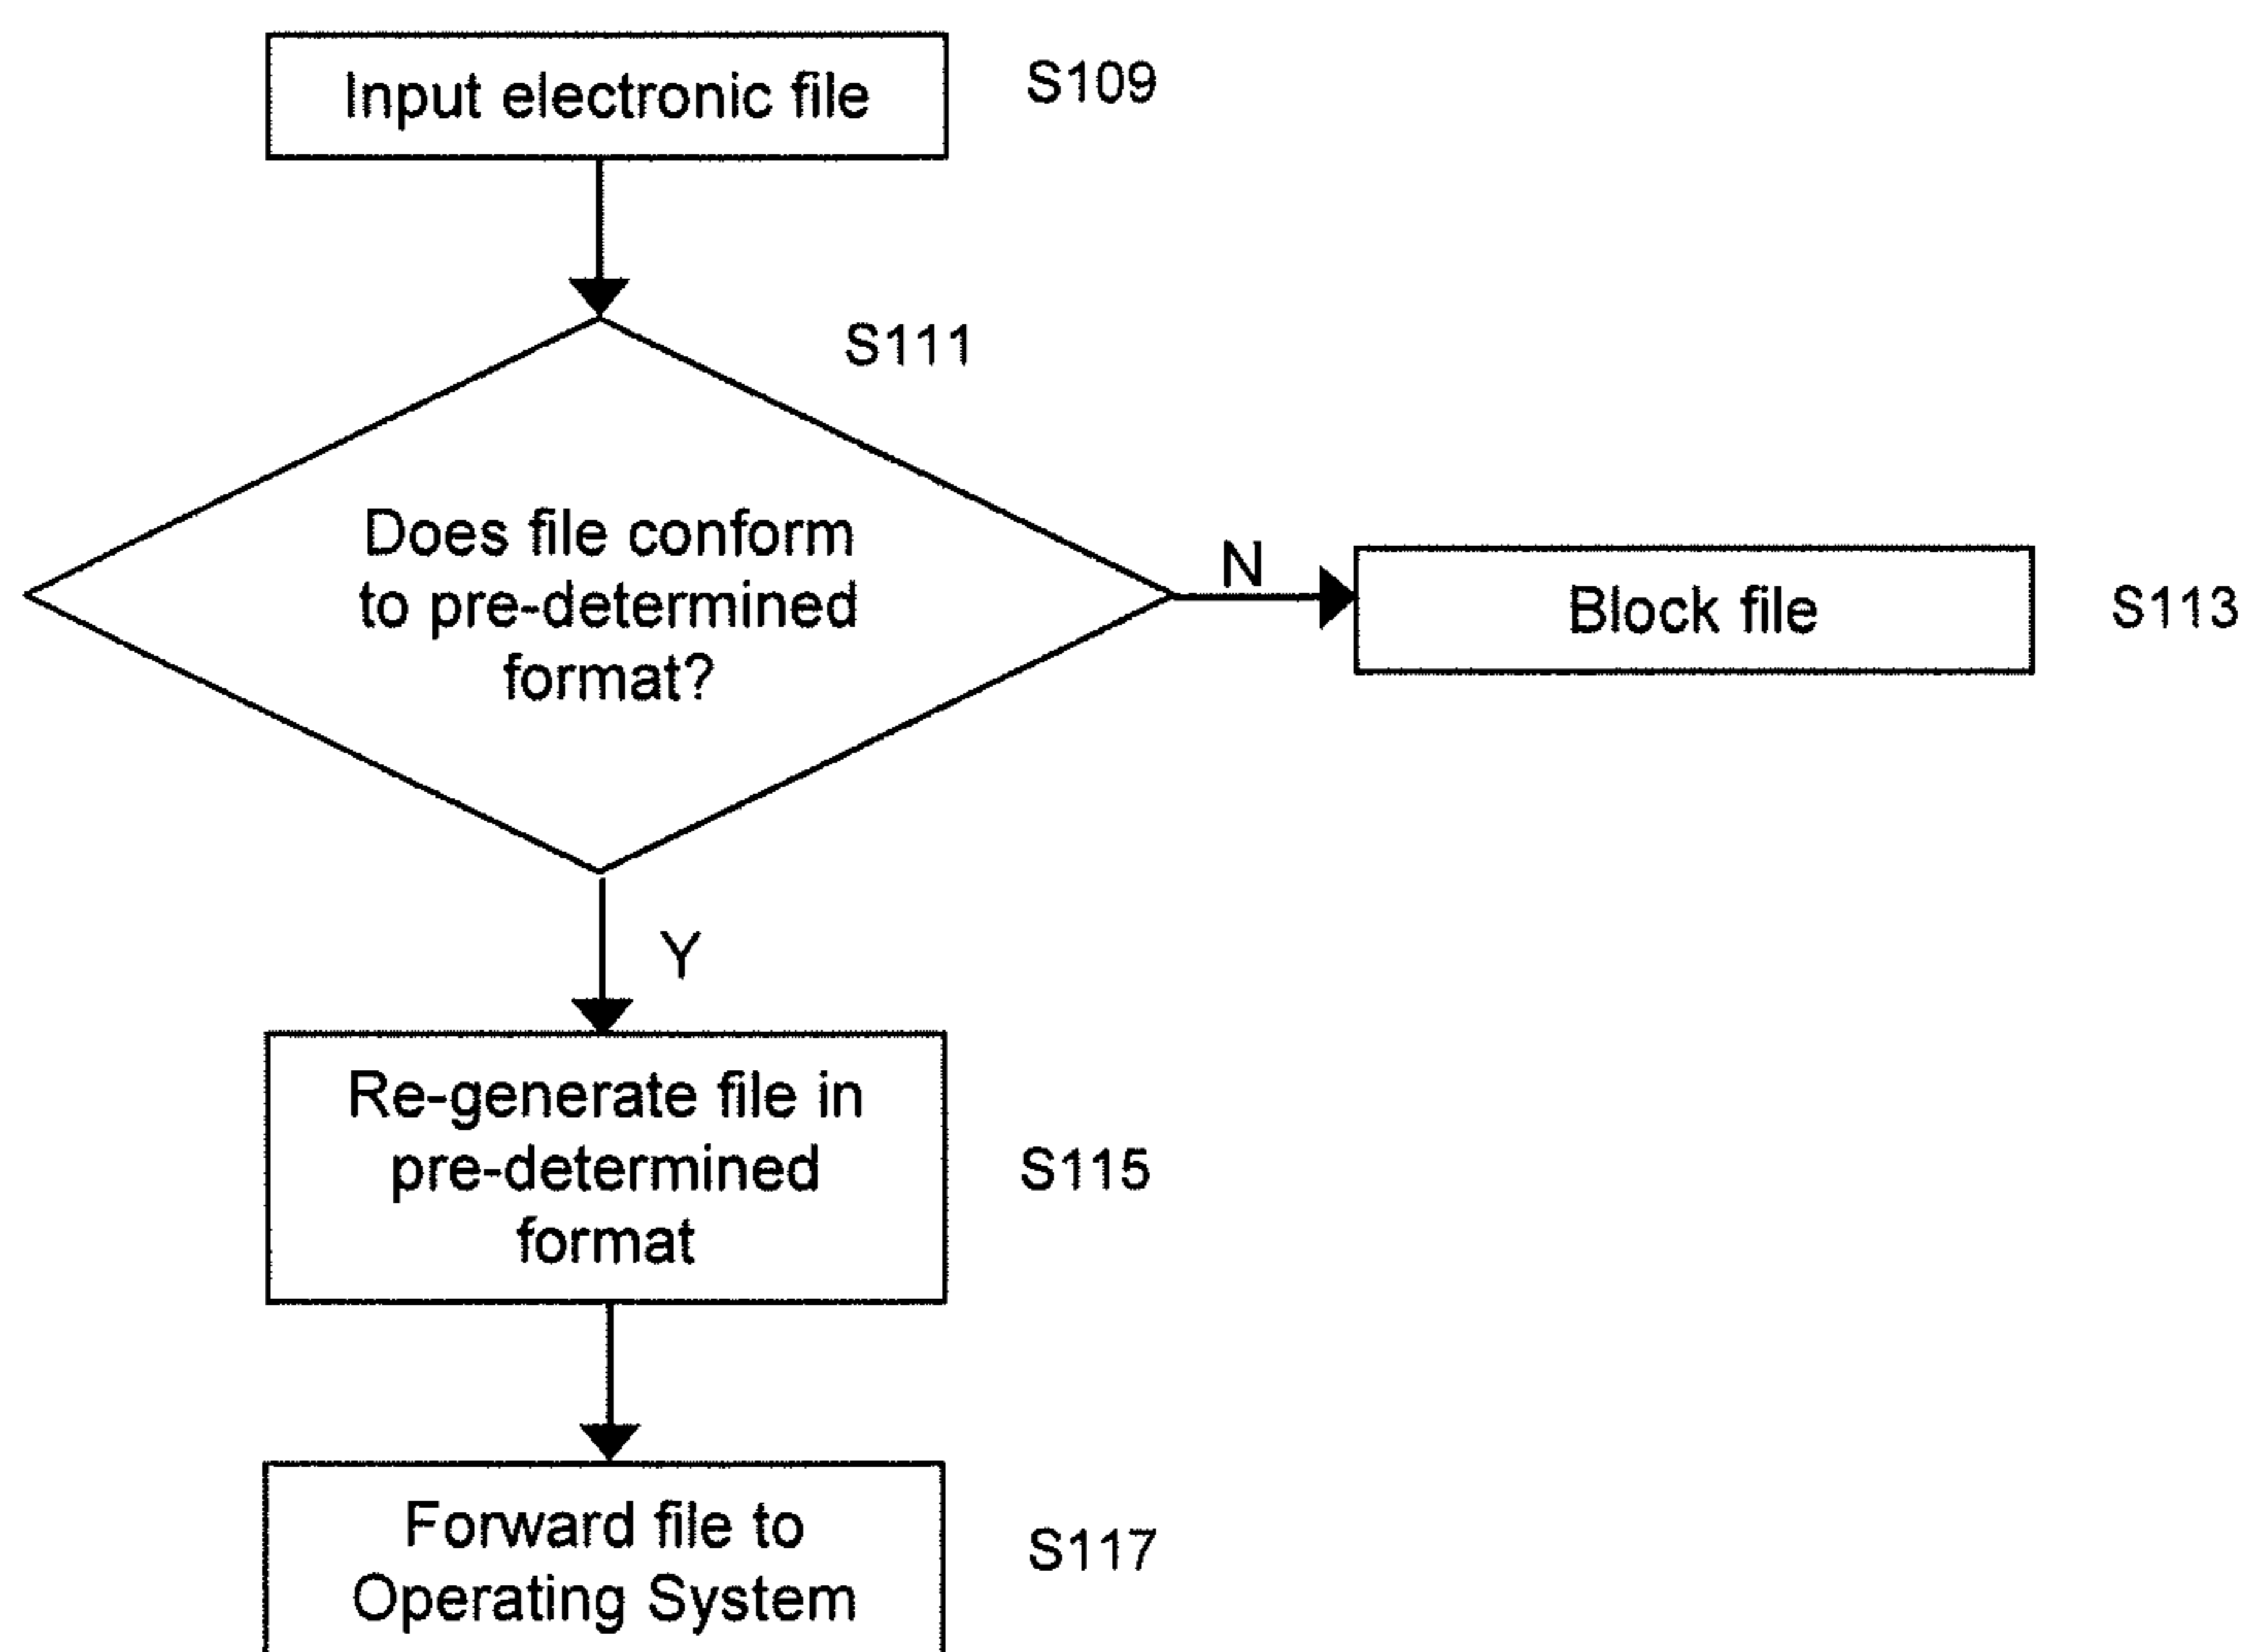 Input electronic file
S109
S111
Does file conform
to pre-determined
format?
N
Block file
S113
Y
Re-generate file in
pre-determined
format
S115
Forward file to
Operating System
S117